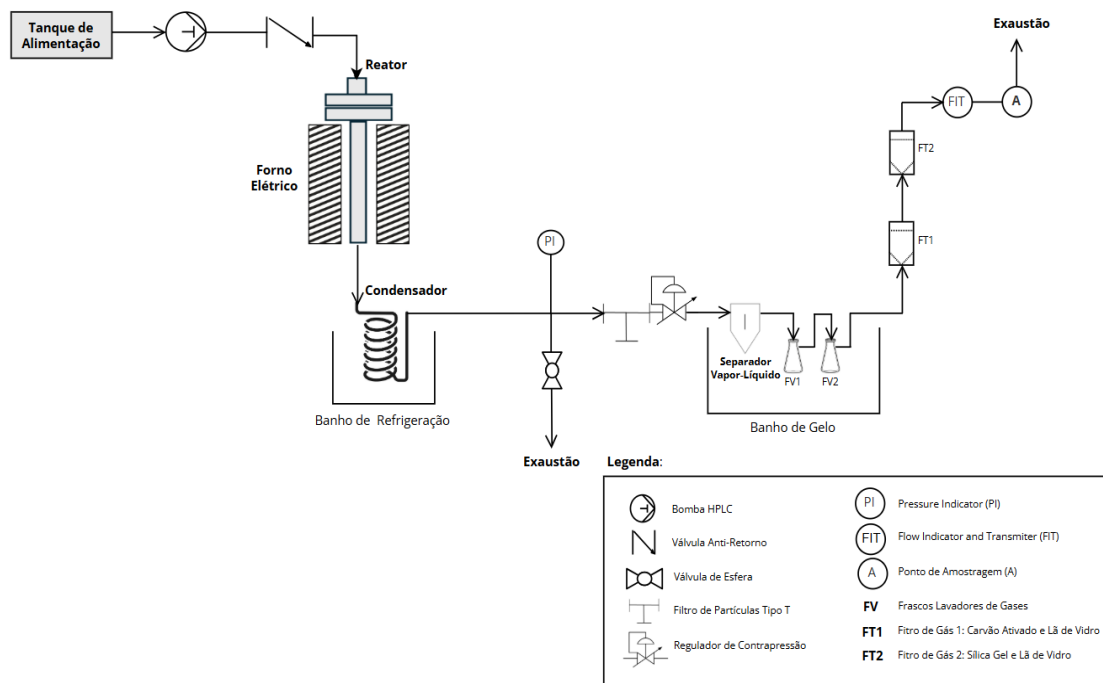 Tanque de
Alimentação
Exaustão
Reator
FIT
A
FT2
Forno
Elétrico
PI
FT1
Condensador
Separador
Vapor-Líquido
FV1
FV2
Banho de Refrigeração
Banho de Gelo
Exaustão
Legenda:
Bomba HPLC
Válvula Anti-Retorno
Válvula de Esfera
Filtro de Partículas Tipo T
Regulador de Contrapressão
PI
Pressure Indicator (PI)
FIT
Flow Indicator and Transmiter (FIT)
A
Ponto de Amostragem (A)
FV
Frascos Lavadores de Gases
FT1
Fitro de Gás 1: Carvão Ativado e Lã de Vidro
FT2
Fitro de Gás 2: Sílica Gel e Lã de Vidro